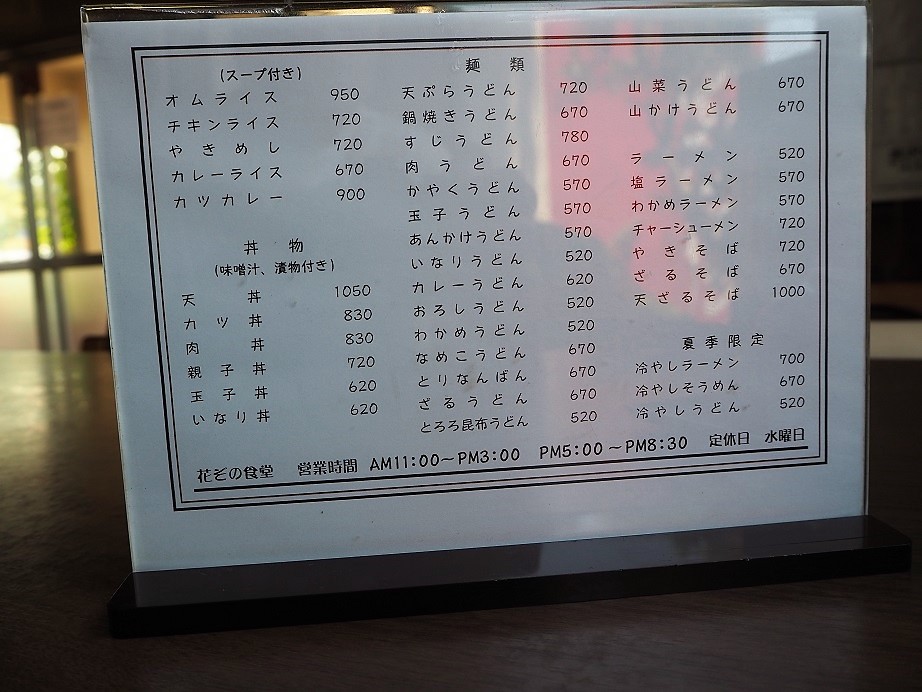 (スープ付き)
オムライス 950
チキンライス 720
やきめし 720
カレーライス 670
カツカレー 900
丼物
(味噌汁、漬物付き)
天丼 1050
カツ丼 830
肉丼 830
親子丼 720
玉子丼 620
いなり丼 620
麺類
天ぷらうどん 720
鍋焼きうどん 670
すじうどん 780
肉うどん 670
かやくうどん 570
玉子うどん 570
あんかけうどん 570
いなりうどん 520
カレーうどん 620
おろしうどん 520
わかめうどん 520
なめこうどん 670
とりなんばん 670
ざるうどん 670
とろろ昆布うどん 520
山菜うどん 670
山かけうどん 670
ラーメン 520
塩ラーメン 570
わかめラーメン 570
チャーシューメン 720
やきそば 720
ざるそば 670
天ざるそば 1000
夏季限定
冷やしラーメン 700
冷やしそうめん 670
冷やしうどん 520
花ぞの食堂 営業時間 AM11:00～PM3:00 PM5:00～PM8:30 定休日 水曜日